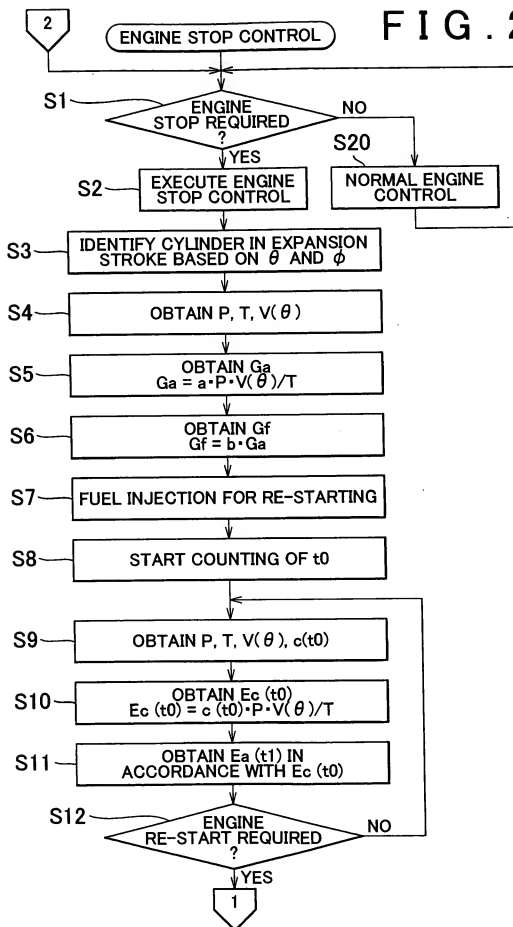 2
ENGINE STOP CONTROL
FIG. 2
S1
ENGINE
STOP REQUIRED
?
NO
YES
S20
NORMAL ENGINE
CONTROL
S2
EXECUTE ENGINE
STOP CONTROL
S3
IDENTIFY CYLINDER IN EXPANSION
STROKE BASED ON θ AND φ
S4
OBTAIN P, T, V(θ)
S5
OBTAIN Ga
Ga = a·P·V(θ)/T
S6
OBTAIN Gf
Gf = b·Ga
S7
FUEL INJECTION FOR RE-STARTING
S8
START COUNTING OF t0
S9
OBTAIN P, T, V(θ), c(t0)
S10
OBTAIN Ec (t0)
Ec (t0) = c (t0)·P·V(θ)/T
S11
OBTAIN Ea (t1) IN
ACCORDANCE WITH Ec (t0)
S12
ENGINE
RE-START REQUIRED
?
NO
YES
1